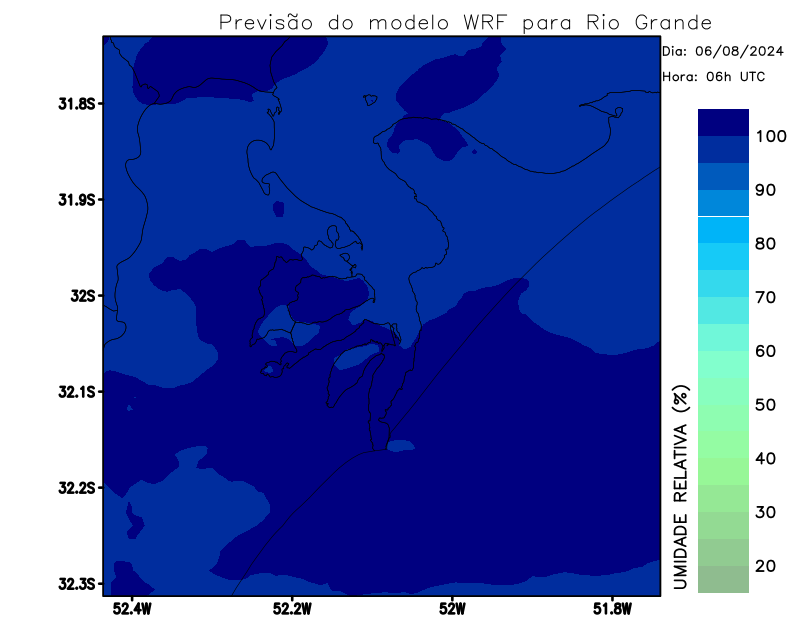 Previsão do modelo WRF para Rio Grande
Dia: 06/08/2024
Hora: 06h UTC
31.8S
31.9S
32S
32.1S
32.2S
32.3S
52.4W
52.2W
52W
51.8W
UMIDADE RELATIVA (%)
100
90
80
70
60
50
40
30
20